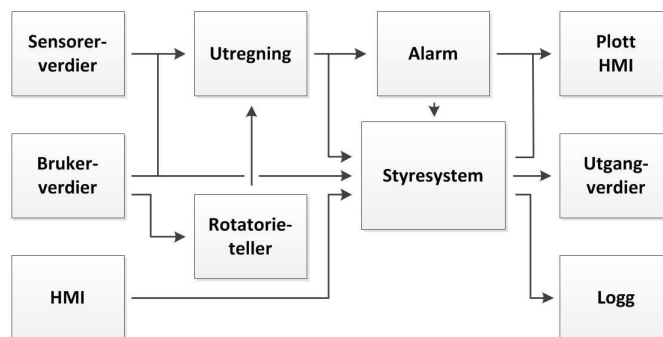 Sensorer-
verdier
Utregning
Alarm
Plott
HMI
Bruker-
verdier
Styresystem
Utgang-
verdier
Rotatorie-
teller
HMI
Logg